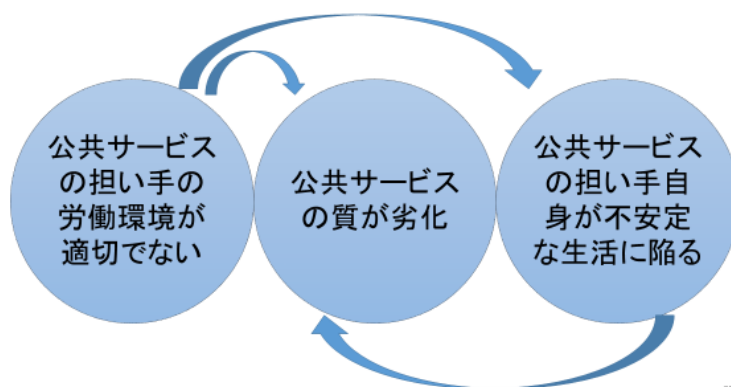 公共サービス
の担い手の
労働環境が
適切でない
公共サービス
の質が劣化
公共サービス
の担い手自
身が不安定
な生活に陥る